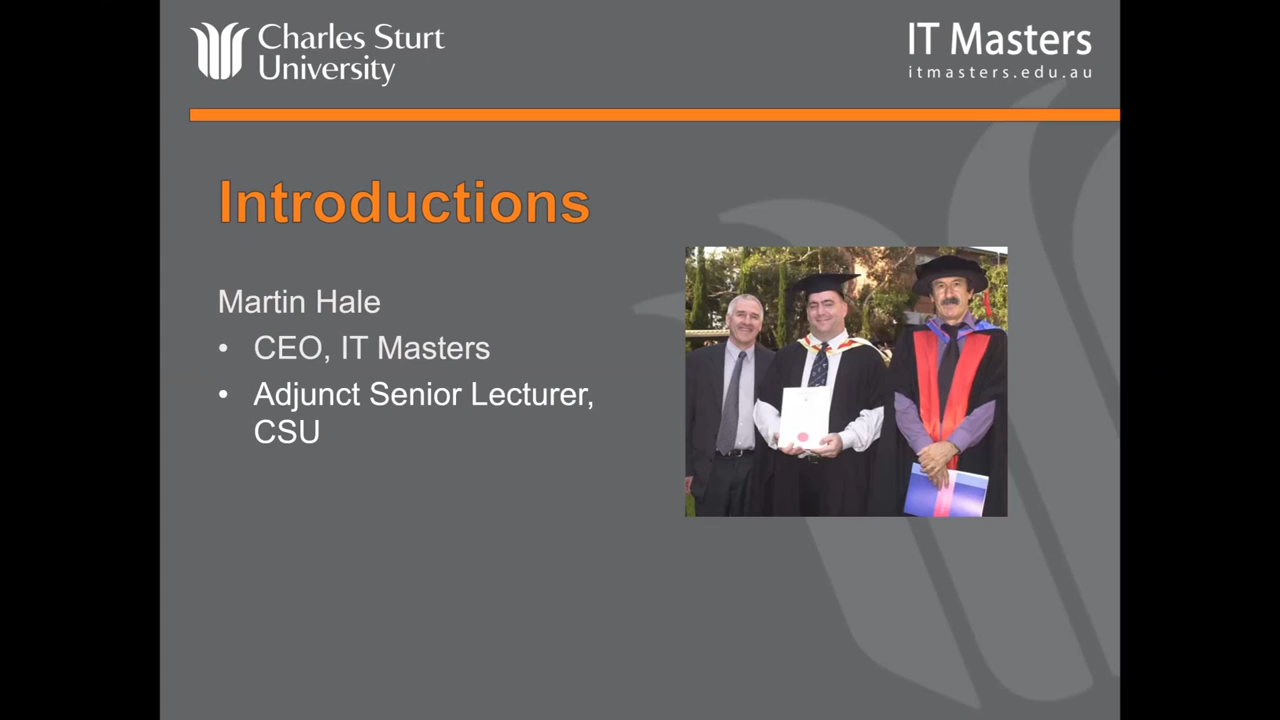 Charles Sturt
University
IT Masters
itmasters.edu.au
Introductions
Martin Hale
• CEO, IT Masters
• Adjunct Senior Lecturer,
CSU